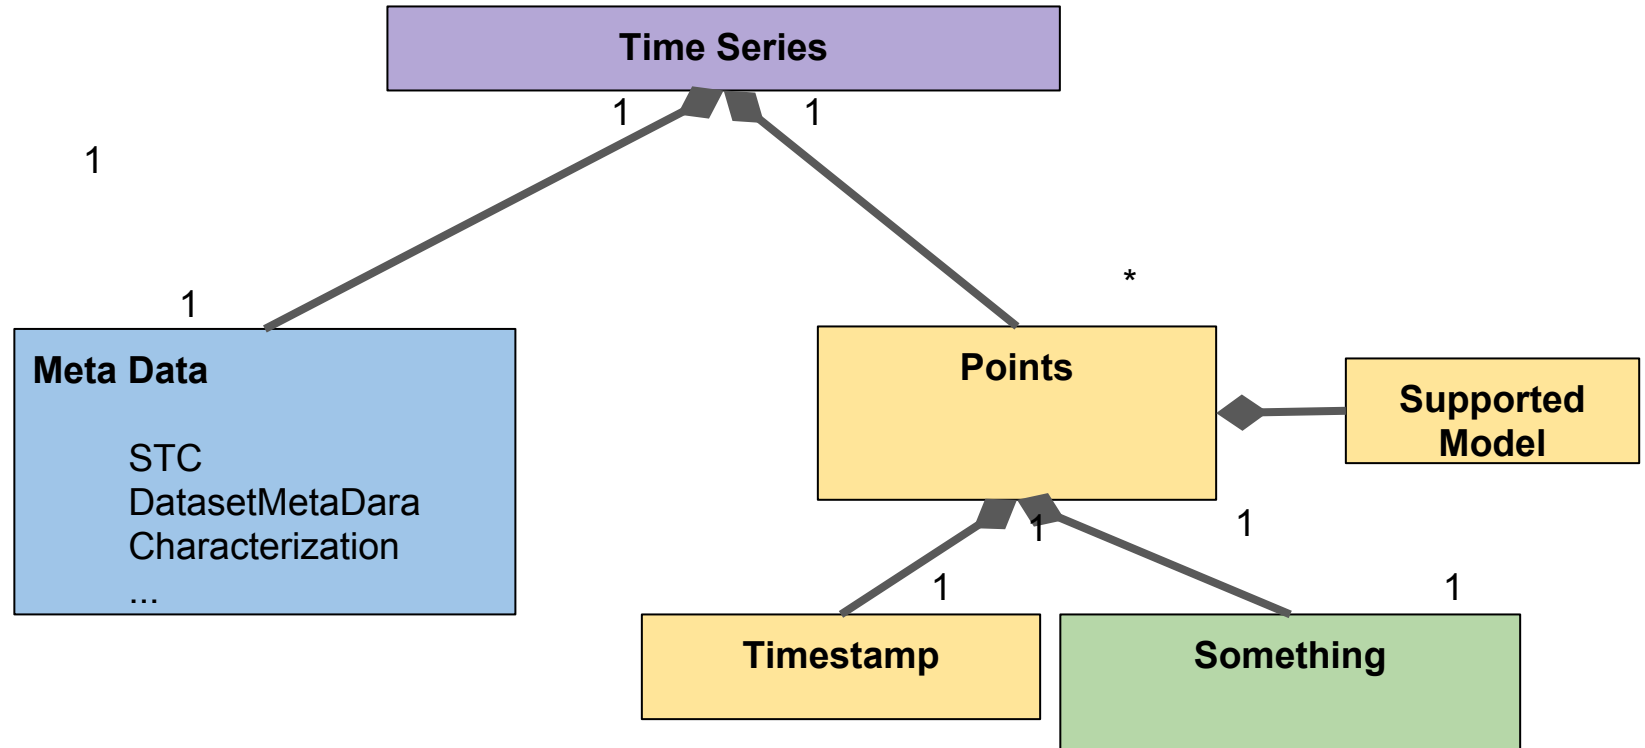 Time Series
1
1
1
*
1
Meta Data
Points
Supported
Model
STC
DatasetMetaDara
Characterization
...
1
1
1
1
Timestamp
Something